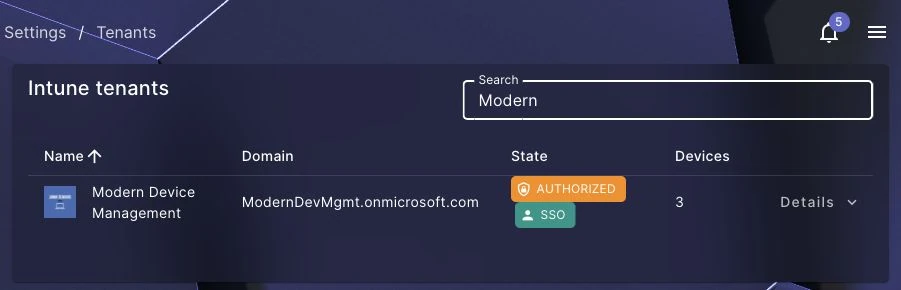 Settings / Tenants
5
Intune tenants
Search
Modern
Name Domain State Devices
Modern Device Management ModernDevMgmt.onmicrosoft.com AUTHORIZED SSO 3 Details